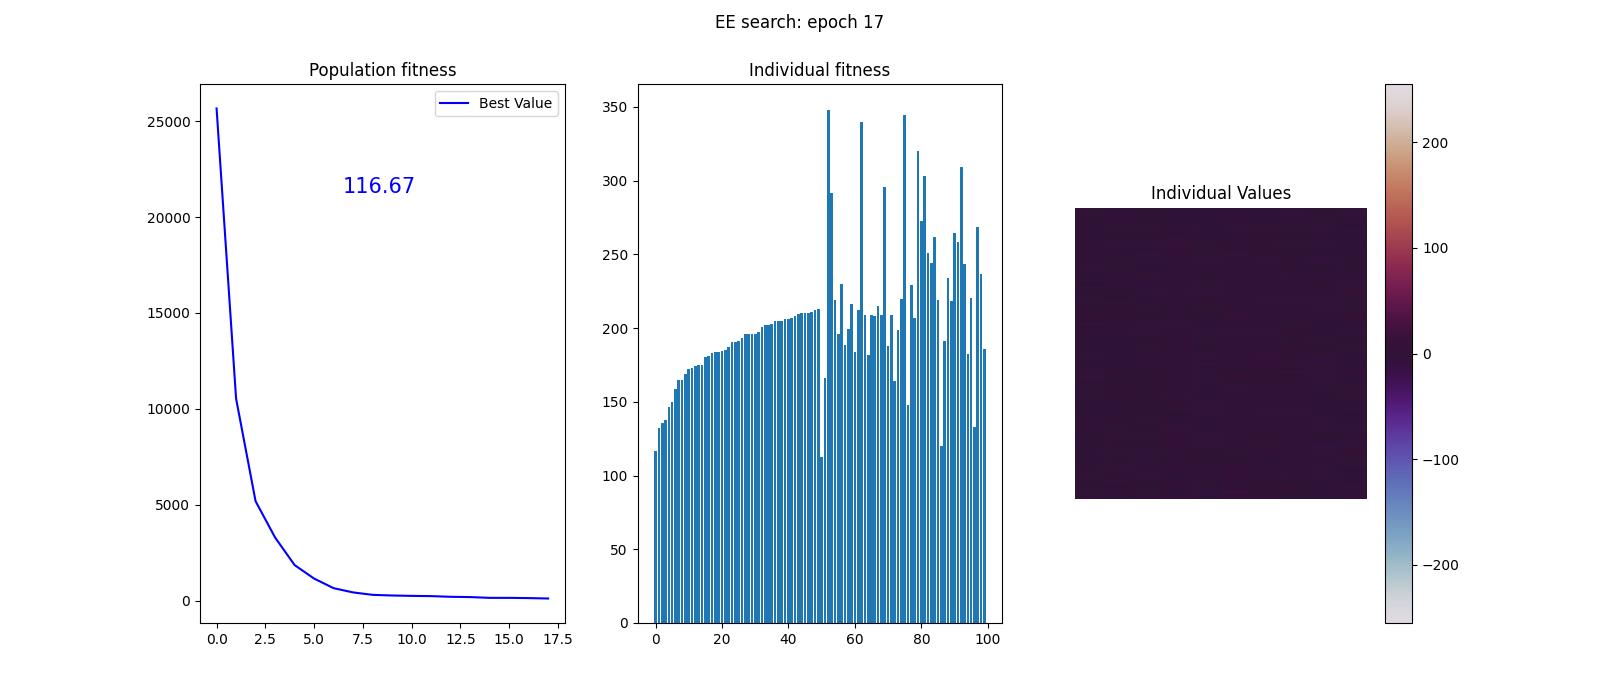 EE search: epoch 17
Population fitness
Best Value
116.67
25000
20000
15000
10000
5000
0
0.0 2.5 5.0 7.5 10.0 12.5 15.0 17.5
Individual fitness
350
300
250
200
150
100
50
0
0 20 40 60 80 100
Individual Values
200
100
0
−100
−200